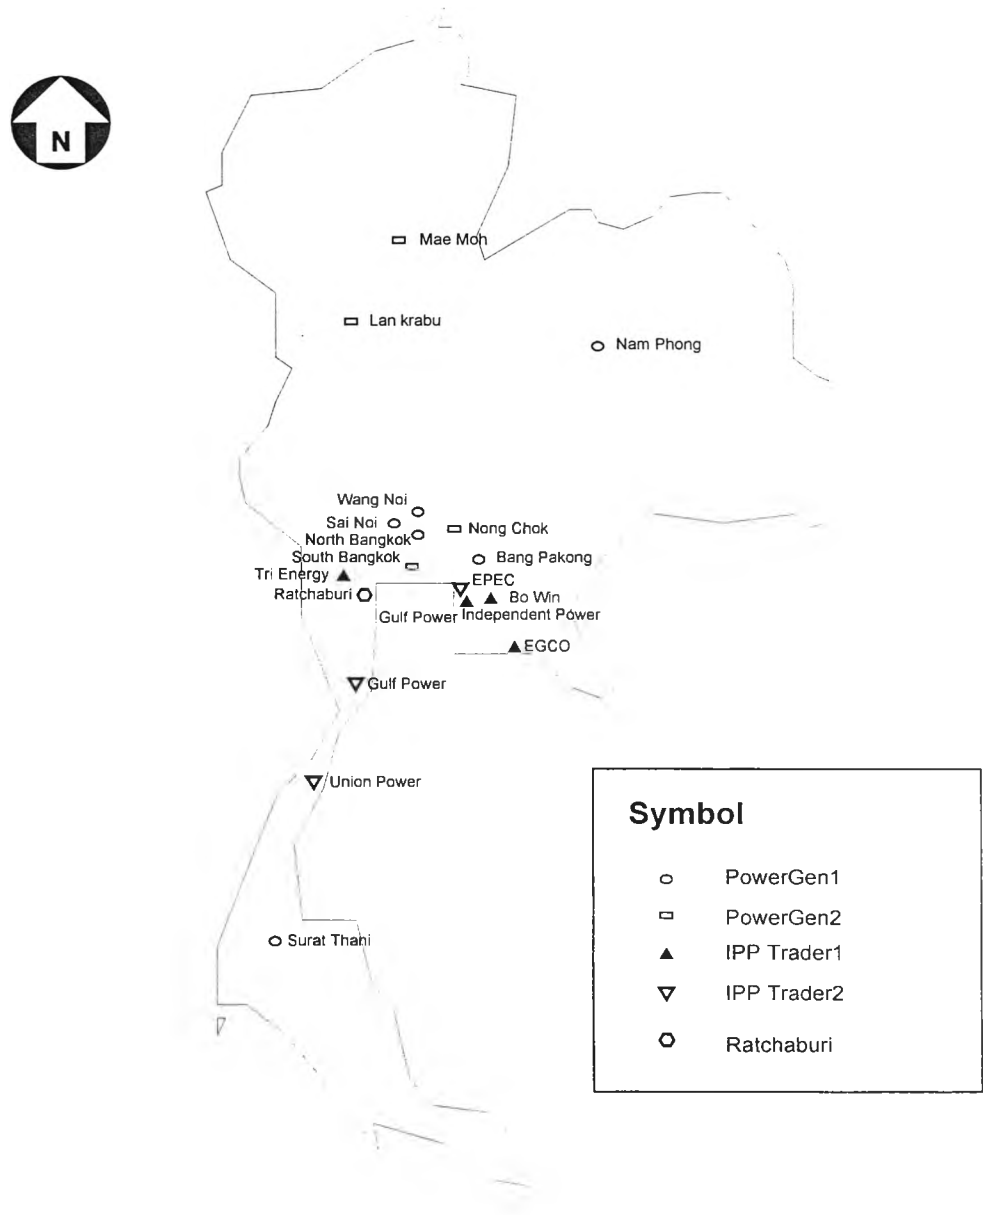 N
Mae Moh
Lan krabu
Nam Phong
Wang Noi
Sai Noi
Nong Chok
North Bangkok
South Bangkok
Bang Pakong
Tri Energy
EPEC
Ratchaburi
Bo Win
Gulf Power
Independent Power
EGCO
Gulf Power
Union Power
Surat Thani
Symbol
PowerGen1
PowerGen2
IPP Trader1
IPP Trader2
Ratchaburi